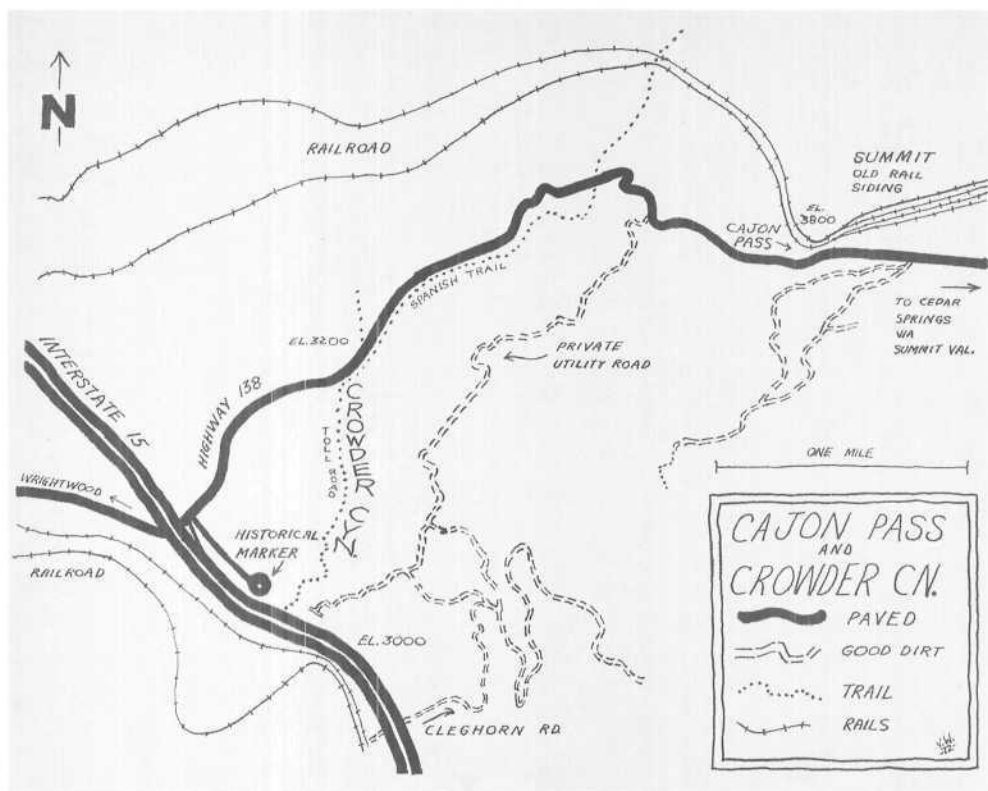 N
RAILROAD
SUMMIT
OLD RAIL
SIDING
EL.
3800
CAJON
PASS
SPANISH TRAIL
TO CEDAR
SPRINGS
VIA
SUMMIT VAL.
EL. 3200
PRIVATE
UTILITY ROAD
INTERSTATE 15
HIGHWAY 138
CROWDER CN.
TOLL ROAD
ONE MILE
WRIGHTWOOD
HISTORICAL
MARKER
RAILROAD
EL. 3000
CLEGHORN RD.
CAJON PASS
AND
CROWDER CN.
PAVED
GOOD DIRT
TRAIL
RAILS